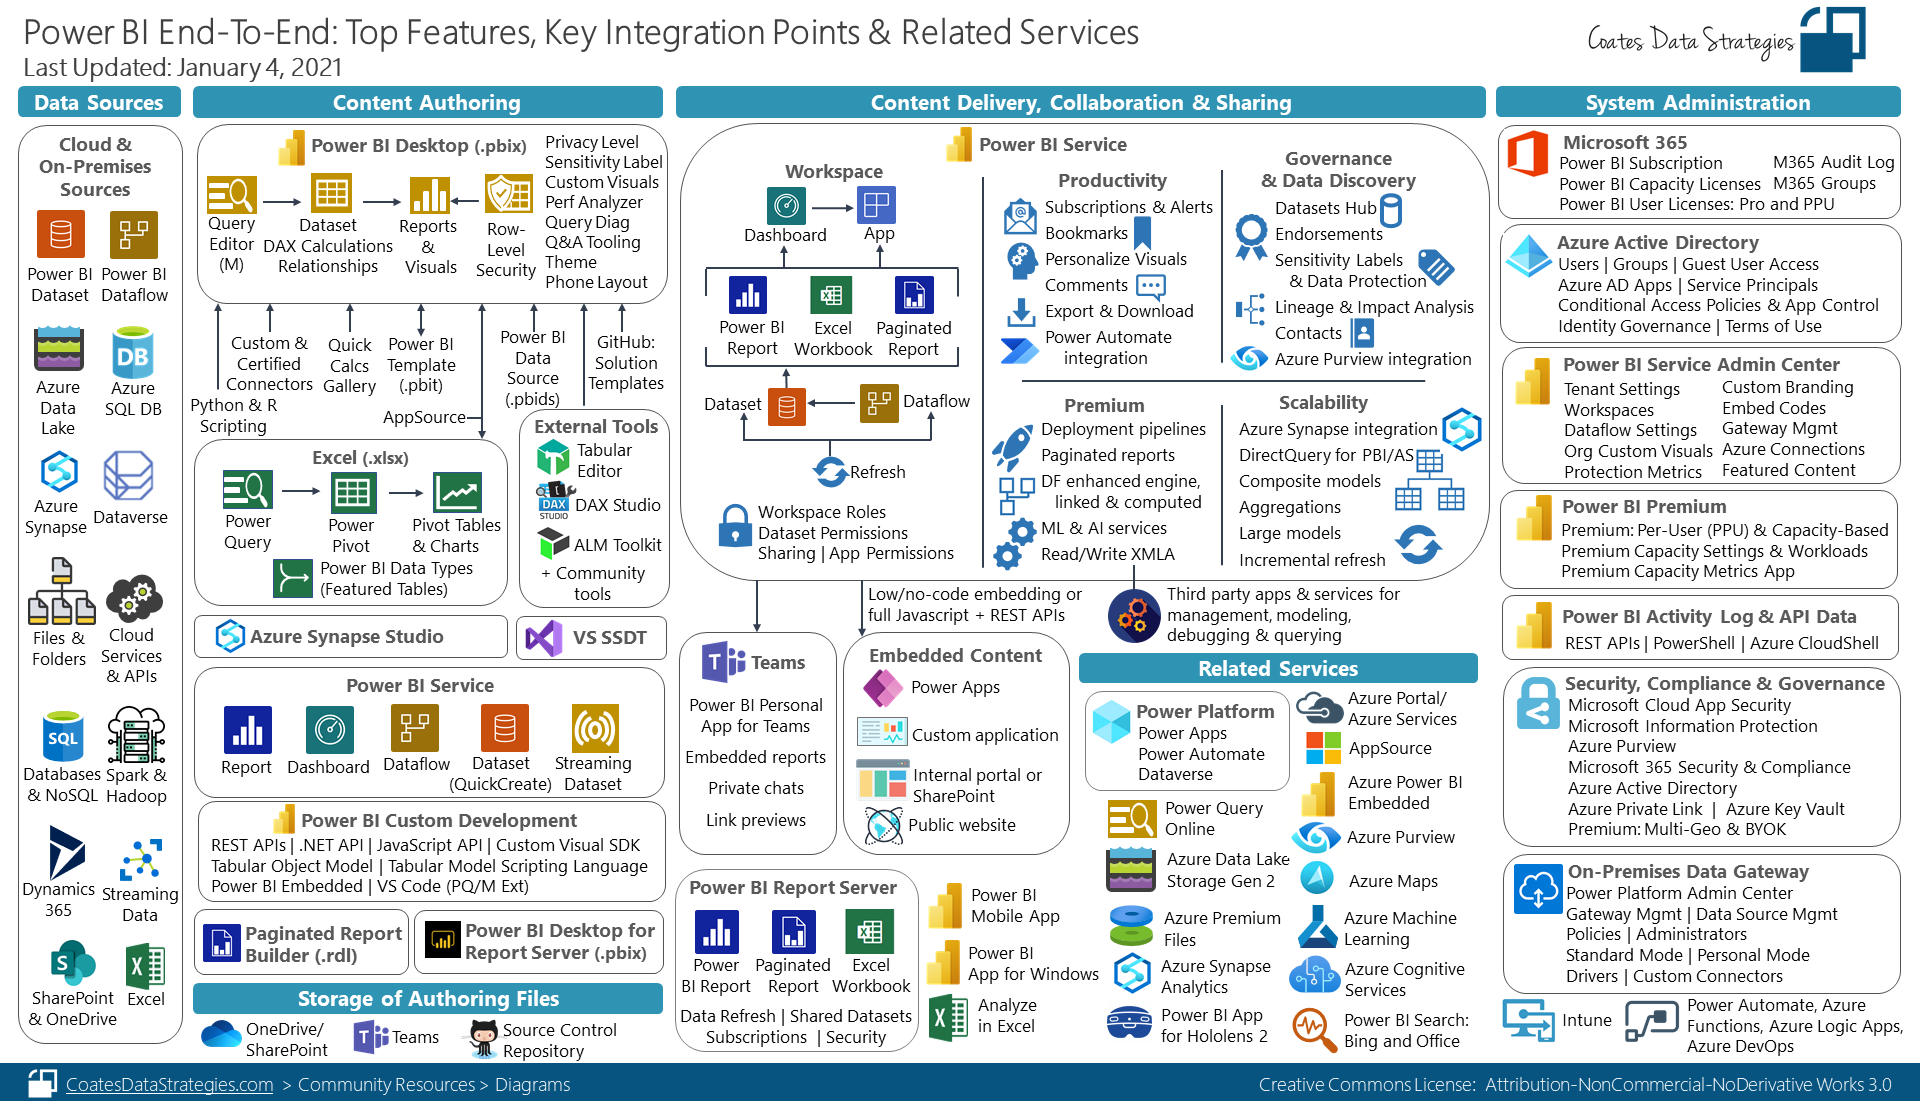 Power BI End-To-End: Top Features, Key Integration Points & Related Services
Last Updated: January 4, 2021
Coates Data Strategies
Data Sources
Cloud &
On-Premises
Sources
Power BI
Dataset
Power BI
Dataflow
Azure
Data
Lake
Azure
SQL DB
Azure
Synapse
Dataverse
Files &
Folders
Cloud
Services
& APIs
SQL
Databases
& NoSQL
Spark &
Hadoop
Dynamics
365
Streaming
Data
SharePoint
& OneDrive
Excel
Content Authoring
Power BI Desktop (.pbix)
Query
Editor
(M)
Dataset
DAX Calculations
Relationships
Reports
&
Visuals
Row-
Level
Security
Privacy Level
Sensitivity Label
Custom Visuals
Perf Analyzer
Query Diag
Q&A Tooling
Theme
Phone Layout
Python & R
Scripting
Custom &
Certified
Connectors
Quick
Calcs
Gallery
Power BI
Template
(.pbit)
AppSource
Power BI
Data
Source
(.pbids)
GitHub:
Solution
Templates
Excel (.xlsx)
Power
Query
Power
Pivot
Pivot Tables
& Charts
Power BI Data Types
(Featured Tables)
External Tools
Tabular
Editor
DAX
STUDIO
DAX Studio
ALM Toolkit
+ Community
tools
Azure Synapse Studio
VS SSDT
Power BI Service
Report
Dashboard
Dataflow
Dataset
(QuickCreate)
Streaming
Dataset
Power BI Custom Development
REST APIs | .NET API | JavaScript API | Custom Visual SDK
Tabular Object Model | Tabular Model Scripting Language
Power BI Embedded | VS Code (PQ/M Ext)
Paginated Report
Builder (.rdl)
Power BI Desktop for
Report Server (.pbix)
Storage of Authoring Files
OneDrive/
SharePoint
Teams
Source Control
Repository
Content Delivery, Collaboration & Sharing
Power BI Service
Workspace
Dashboard
App
Power BI
Report
Excel
Workbook
Paginated
Report
Dataset
Dataflow
Refresh
Workspace Roles
Dataset Permissions
Sharing | App Permissions
Productivity
Subscriptions & Alerts
Bookmarks
Personalize Visuals
Comments
Export & Download
Power Automate
integration
Governance
& Data Discovery
Datasets Hub
Endorsements
Sensitivity Labels
& Data Protection
Lineage & Impact Analysis
Contacts
Azure Purview integration
Premium
Deployment pipelines
Paginated reports
DF enhanced engine,
linked & computed
ML & AI services
Read/Write XMLA
Scalability
Azure Synapse integration
DirectQuery for PBI/AS
Composite models
Aggregations
Large models
Incremental refresh
Low/no-code embedding or
full Javascript + REST APIs
Third party apps & services for
management, modeling,
debugging & querying
Teams
Power BI Personal
App for Teams
Embedded reports
Private chats
Link previews
Embedded Content
Power Apps
Custom application
Internal portal or
SharePoint
Public website
Power BI Report Server
Power
BI Report
Paginated
Report
Excel
Workbook
Data Refresh | Shared Datasets
Subscriptions | Security
Power BI
Mobile App
Power BI
App for Windows
Analyze
in Excel
Related Services
Power Platform
Power Apps
Power Automate
Dataverse
Power Query
Online
Azure Data Lake
Storage Gen 2
Azure Premium
Files
Azure Synapse
Analytics
Power BI App
for Hololens 2
Azure Portal/
Azure Services
AppSource
Azure Power BI
Embedded
Azure Purview
Azure Maps
Azure Machine
Learning
Azure Cognitive
Services
Power BI Search:
Bing and Office
System Administration
Microsoft 365
Power BI Subscription
M365 Audit Log
Power BI Capacity Licenses
M365 Groups
Power BI User Licenses: Pro and PPU
Azure Active Directory
Users | Groups | Guest User Access
Azure AD Apps | Service Principals
Conditional Access Policies & App Control
Identity Governance | Terms of Use
Power BI Service Admin Center
Tenant Settings
Workspaces
Dataflow Settings
Org Custom Visuals
Protection Metrics
Custom Branding
Embed Codes
Gateway Mgmt
Azure Connections
Featured Content
Power BI Premium
Premium: Per-User (PPU) & Capacity-Based
Premium Capacity Settings & Workloads
Premium Capacity Metrics App
Power BI Activity Log & API Data
REST APIs | PowerShell | Azure CloudShell
Security, Compliance & Governance
Microsoft Cloud App Security
Microsoft Information Protection
Azure Purview
Microsoft 365 Security & Compliance
Azure Active Directory
Azure Private Link | Azure Key Vault
Premium: Multi-Geo & BYOK
On-Premises Data Gateway
Power Platform Admin Center
Gateway Mgmt | Data Source Mgmt
Policies | Administrators
Standard Mode | Personal Mode
Drivers | Custom Connectors
Intune
Power Automate, Azure
Functions, Azure Logic Apps,
Azure DevOps
CoatesDataStrategies.com > Community Resources > Diagrams
Creative Commons License: Attribution-NonCommercial-NoDerivative Works 3.0